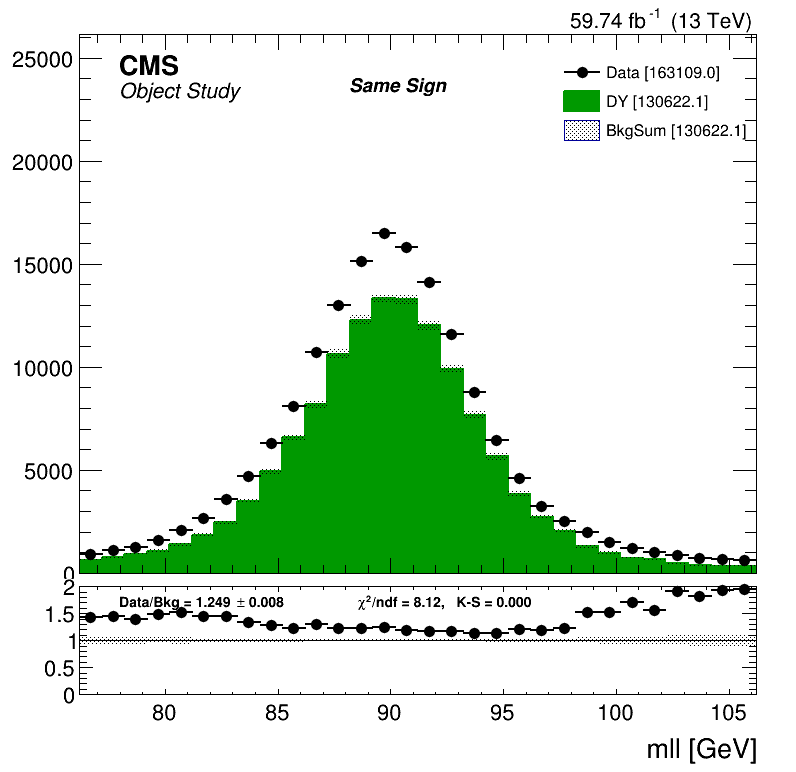 59.74 fb⁻¹ (13 TeV)
CMS
Object Study
Same Sign
Data [163109.0]
DY [130622.1]
BkgSum [130622.1]
25000
20000
15000
10000
5000
0
Data/Bkg = 1.249 ± 0.008
χ²/ndf = 8.12, K-S = 0.000
2
1.5
1
0.5
0
80 85 90 95 100 105
mll [GeV]